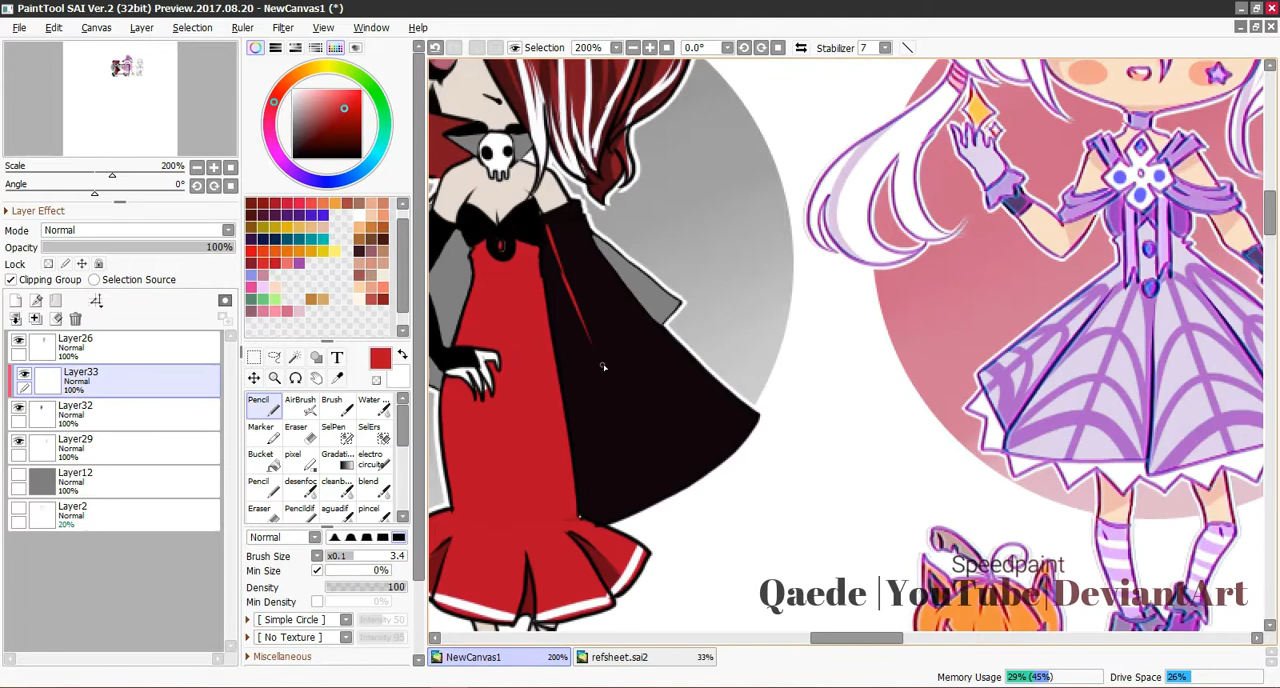 PaintTool SAI Ver.2 (32bit) Preview.2017.08.20 - NewCanvas1 (*)
File Edit Canvas Layer Selection Ruler Filter View Window Help
Selection 200% 0.0° Stabilizer 7
Scale 200%
Angle 0°
Layer Effect
Mode Normal
Opacity 100%
Lock
Clipping Group Selection Source
Layer26
Normal
100%
Layer33
Normal
100%
Layer32
Normal
100%
Layer29
Normal
100%
Layer12
Normal
100%
Layer2
Normal
20%
T
Pencil AirBrush Brush Water ...
Marker Eraser SelPen SelErs
Bucket pixel Gradati... electro circuite
Pencil desenfoc cleanb... blend
Eraser Pencildif aguadif pincel
Normal
Brush Size x0.1 3.4
Min Size 0%
Density 100
Min Density 0%
[ Simple Circle ] Intensity 50
[ No Texture ] Intensity 95
Miscellaneous
Speedpaint
Qaede |YouTube|DeviantArt
NewCanvas1 200% refsheet.sai2 33%
Memory Usage 29% (45%) Drive Space 26%